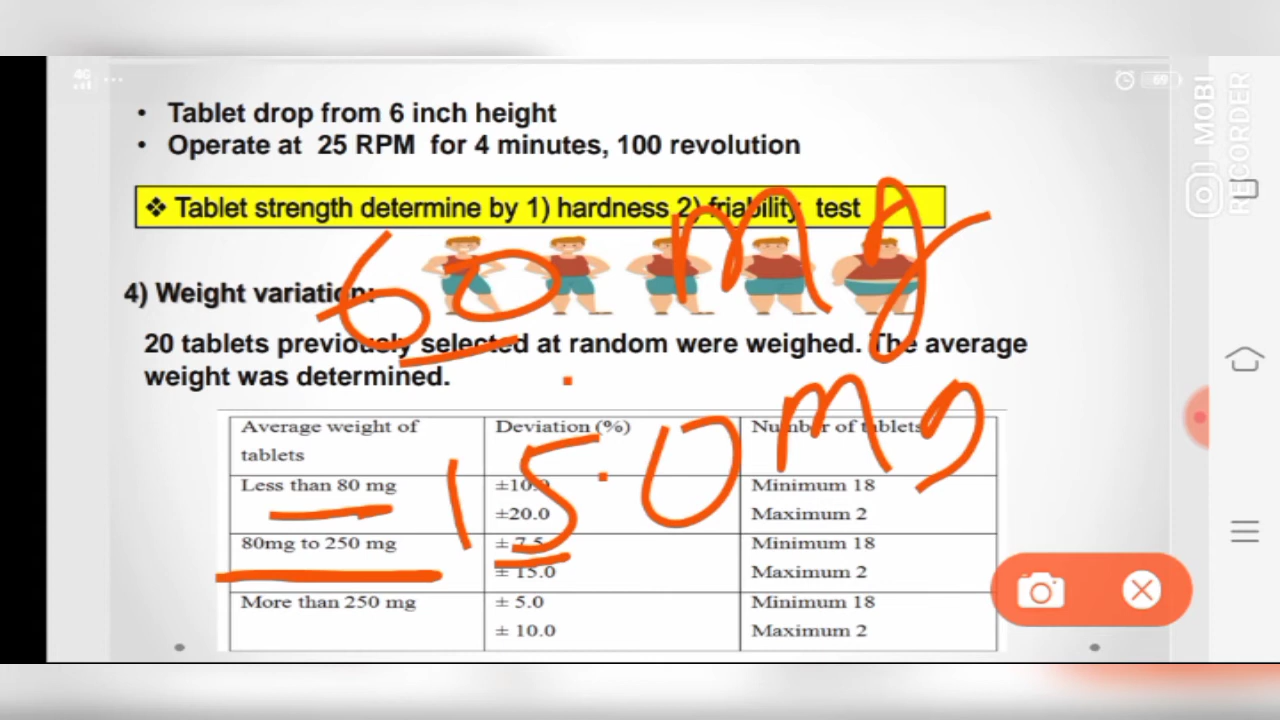 4G ...
69
MOBI
RECORDER
• Tablet drop from 6 inch height
• Operate at 25 RPM for 4 minutes, 100 revolution
❖ Tablet strength determine by 1) hardness 2) friability test
60 mg
4) Weight variation:
20 tablets previously selected at random were weighed. The average
weight was determined.
150 mg
Average weight of tablets Deviation (%) Number of tablets
Less than 80 mg ±10.0 Minimum 18
±20.0 Maximum 2
80mg to 250 mg ± 7.5 Minimum 18
± 15.0 Maximum 2
More than 250 mg ± 5.0 Minimum 18
± 10.0 Maximum 2